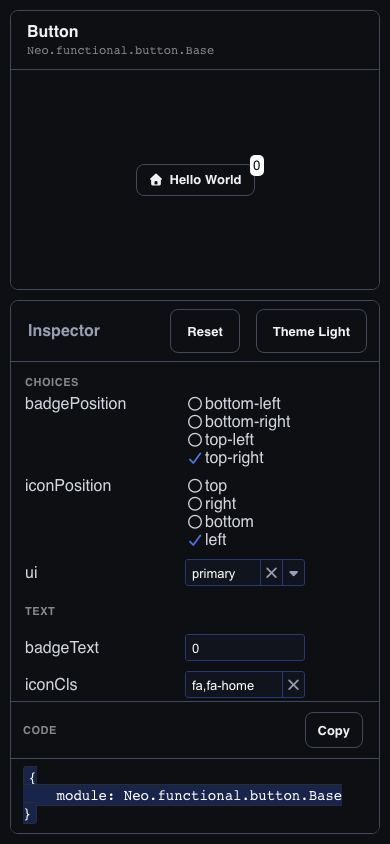 Button
Neo.functional.button.Base
Hello World
0
Inspector
Reset
Theme Light
CHOICES
badgePosition
bottom-left
bottom-right
top-left
top-right
iconPosition
top
right
bottom
left
ui
primary
TEXT
badgeText
0
iconCls
fa,fa-home
CODE
Copy
{
    module: Neo.functional.button.Base
}